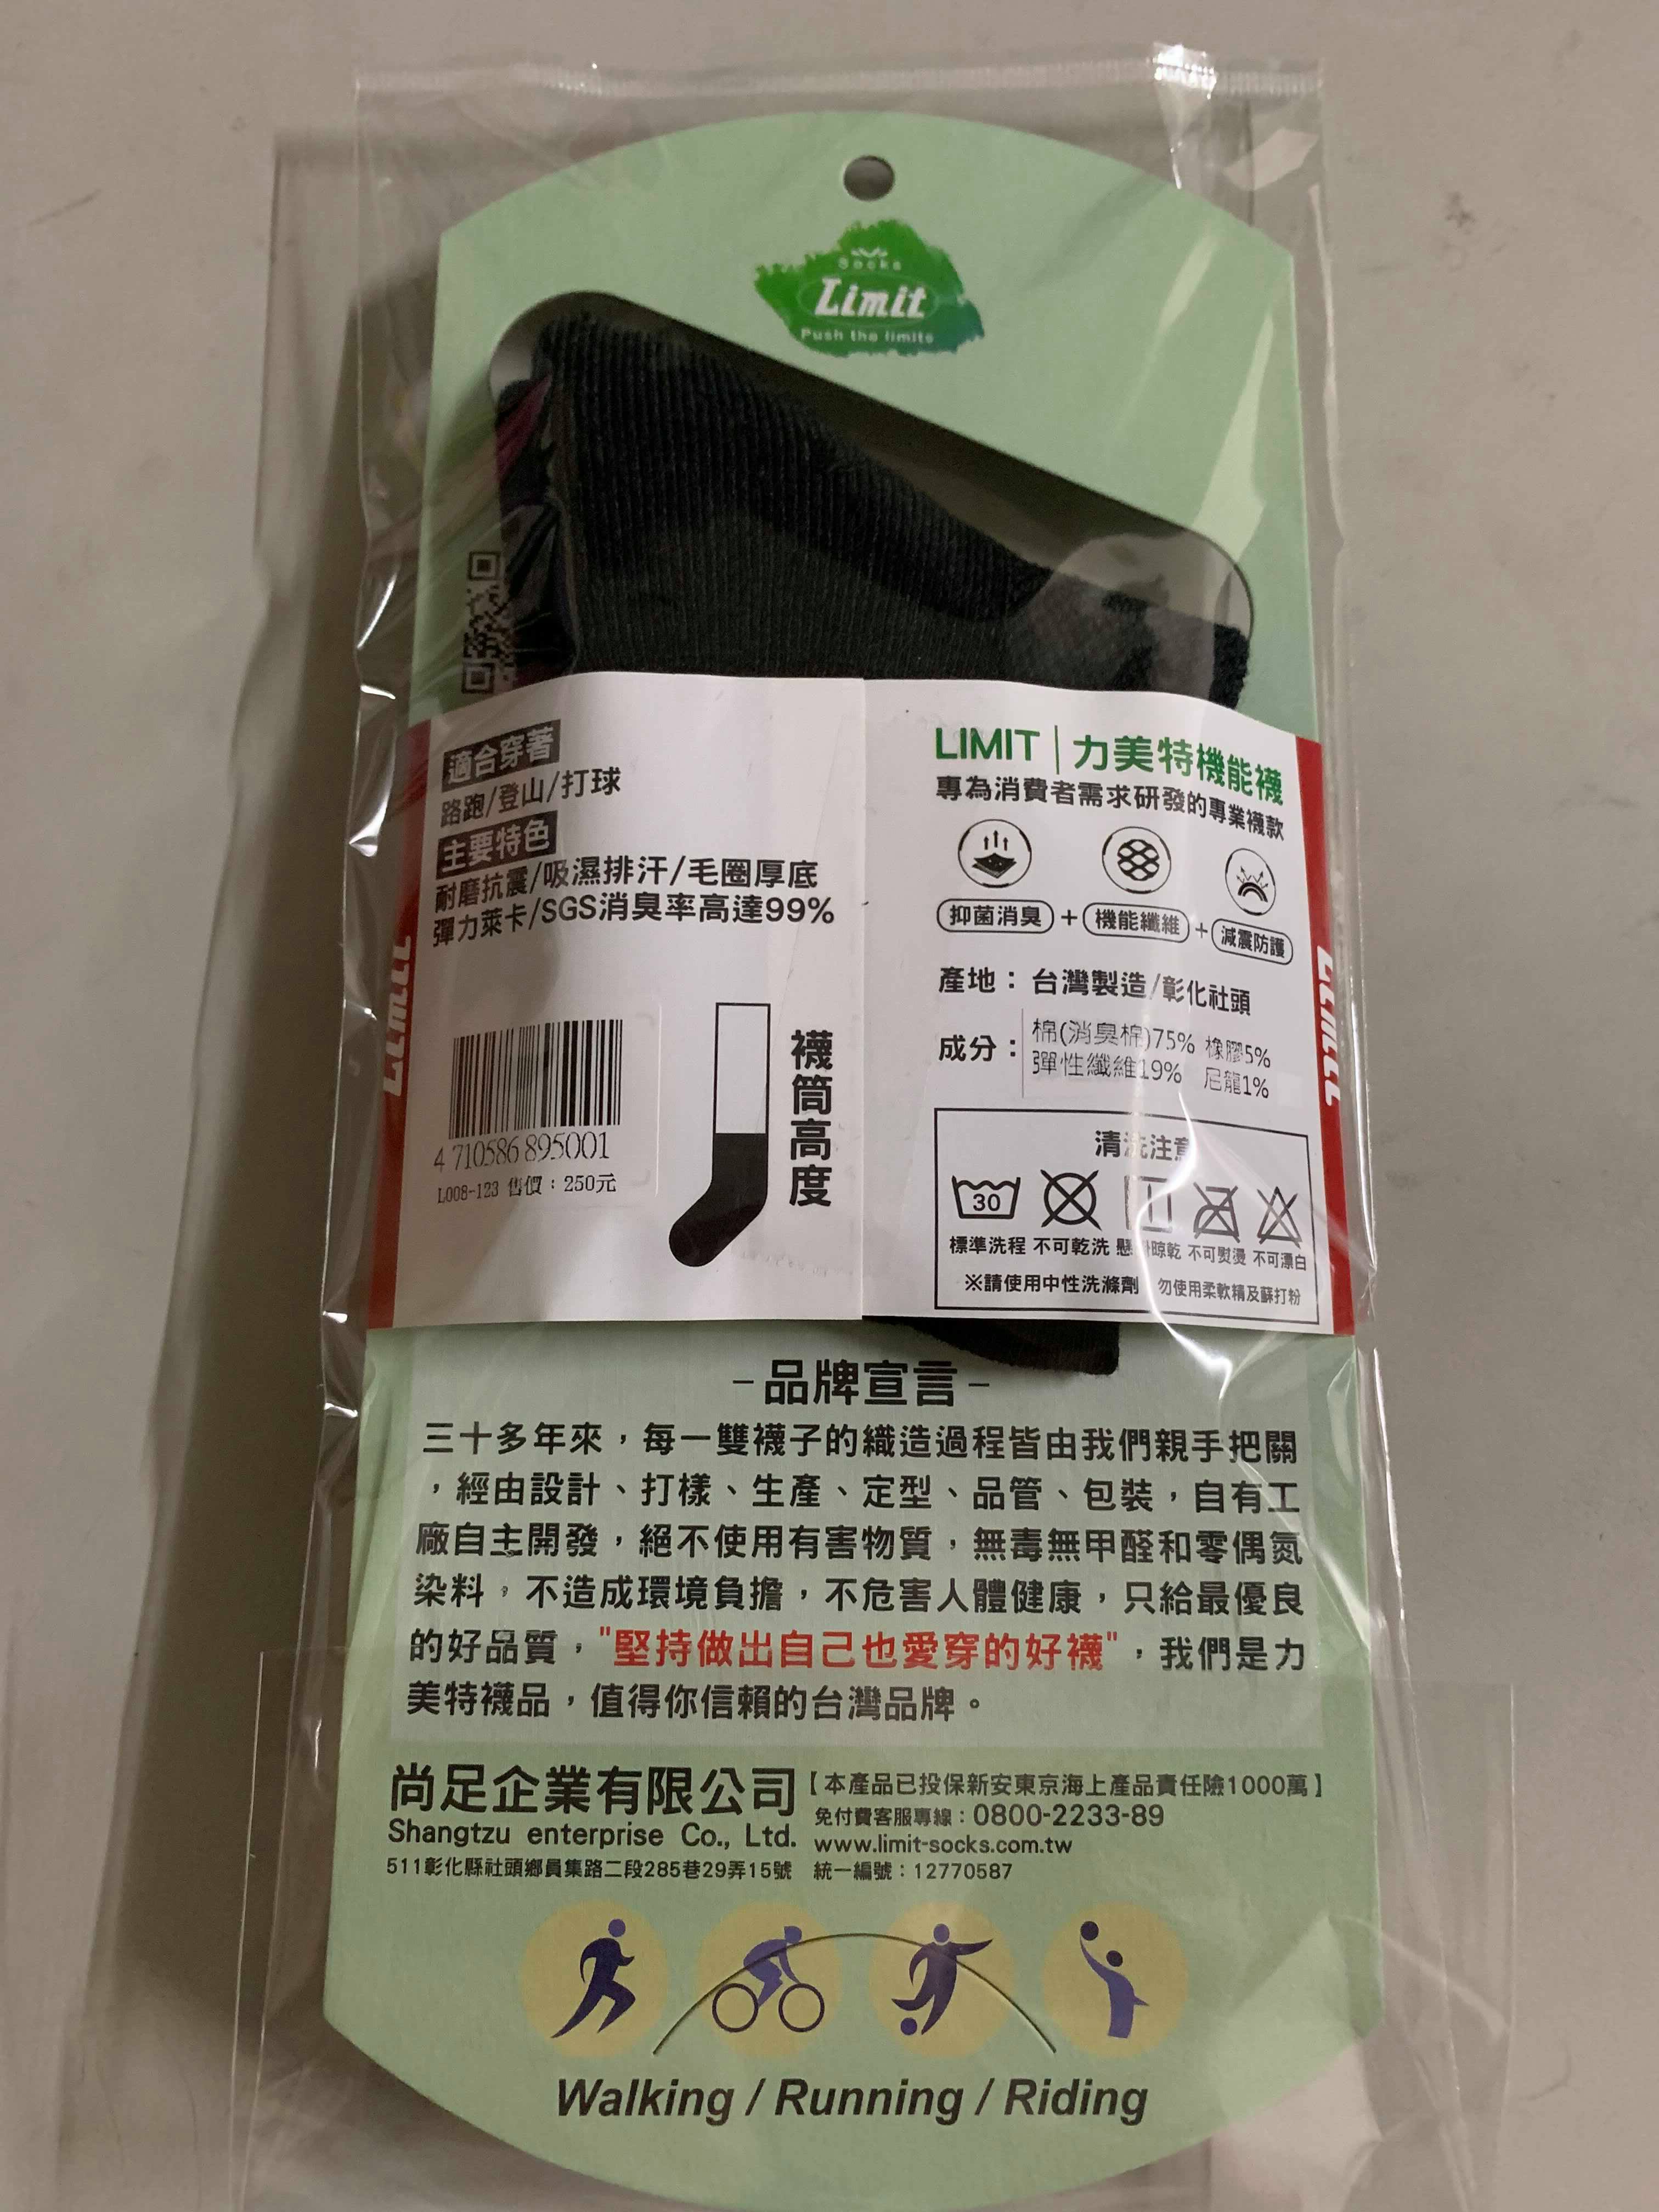 Socks
Limit
Push the limits
適合穿著
路跑/登山/打球
主要特色
耐磨抗震/吸濕排汗/毛圈厚底
彈力萊卡/SGS消臭率高達99%
4 710586 895001
L008-123 售價：250元
襪筒高度
LIMIT｜力美特機能襪
專為消費者需求研發的專業襪款
抑菌消臭+機能纖維+減震防護
產地：台灣製造/彰化社頭
成分：棉(消臭棉)75% 橡膠5%
彈性纖維19% 尼龍1%
清洗注意
30
標準洗程 不可乾洗 懸掛晾乾 不可熨燙 不可漂白
※請使用中性洗滌劑 勿使用柔軟精及蘇打粉
Limit
Limit
-品牌宣言-
三十多年來，每一雙襪子的織造過程皆由我們親手把關
，經由設計、打樣、生產、定型、品管、包裝，自有工
廠自主開發，絕不使用有害物質，無毒無甲醛和零偶氮
染料，不造成環境負擔，不危害人體健康，只給最優良
的好品質，"堅持做出自己也愛穿的好襪"，我們是力
美特襪品，值得你信賴的台灣品牌。
尚足企業有限公司
Shangtzu enterprise Co., Ltd.
511彰化縣社頭鄉員集路二段285巷29弄15號
【本產品已投保新安東京海上產品責任險1000萬】
免付費客服專線：0800-2233-89
www.limit-socks.com.tw
統一編號：12770587
Walking / Running / Riding